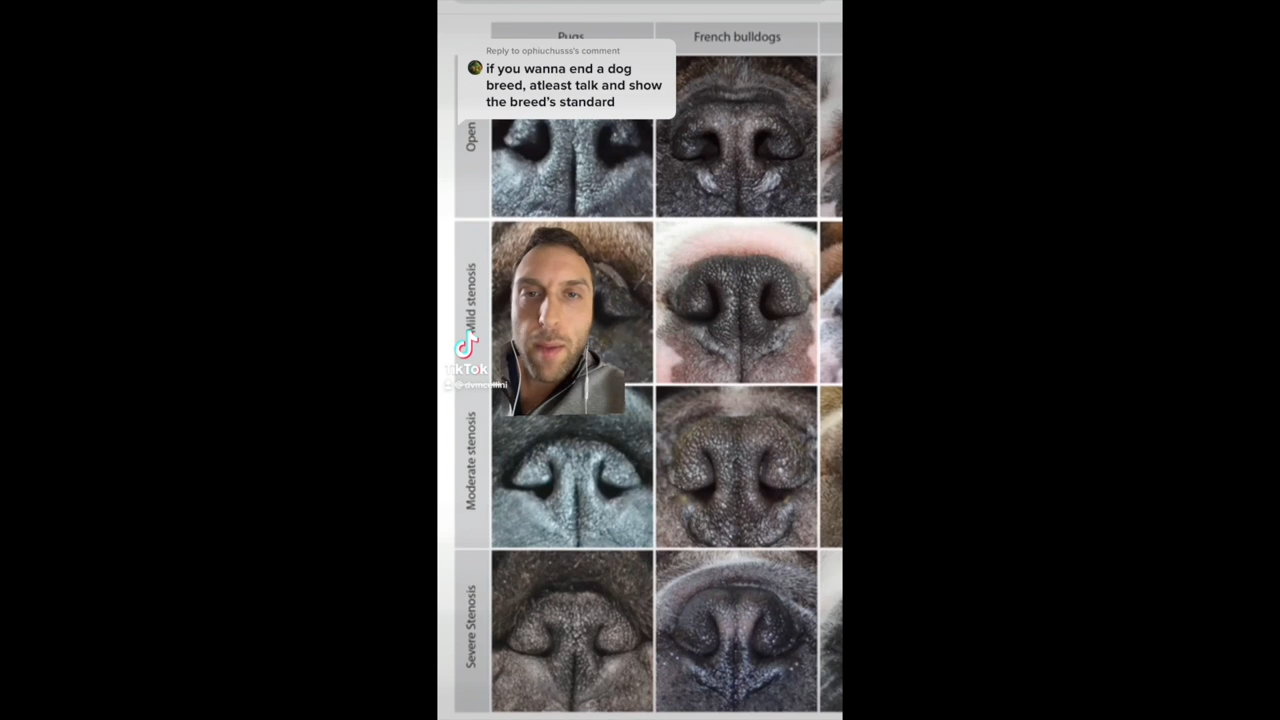 Pugs
French bulldogs
Reply to ophiuchusss's comment
if you wanna end a dog
breed, atleast talk and show
the breed's standard
Open
Mild stenosis
TikTok
Moderate stenosis
Severe Stenosis